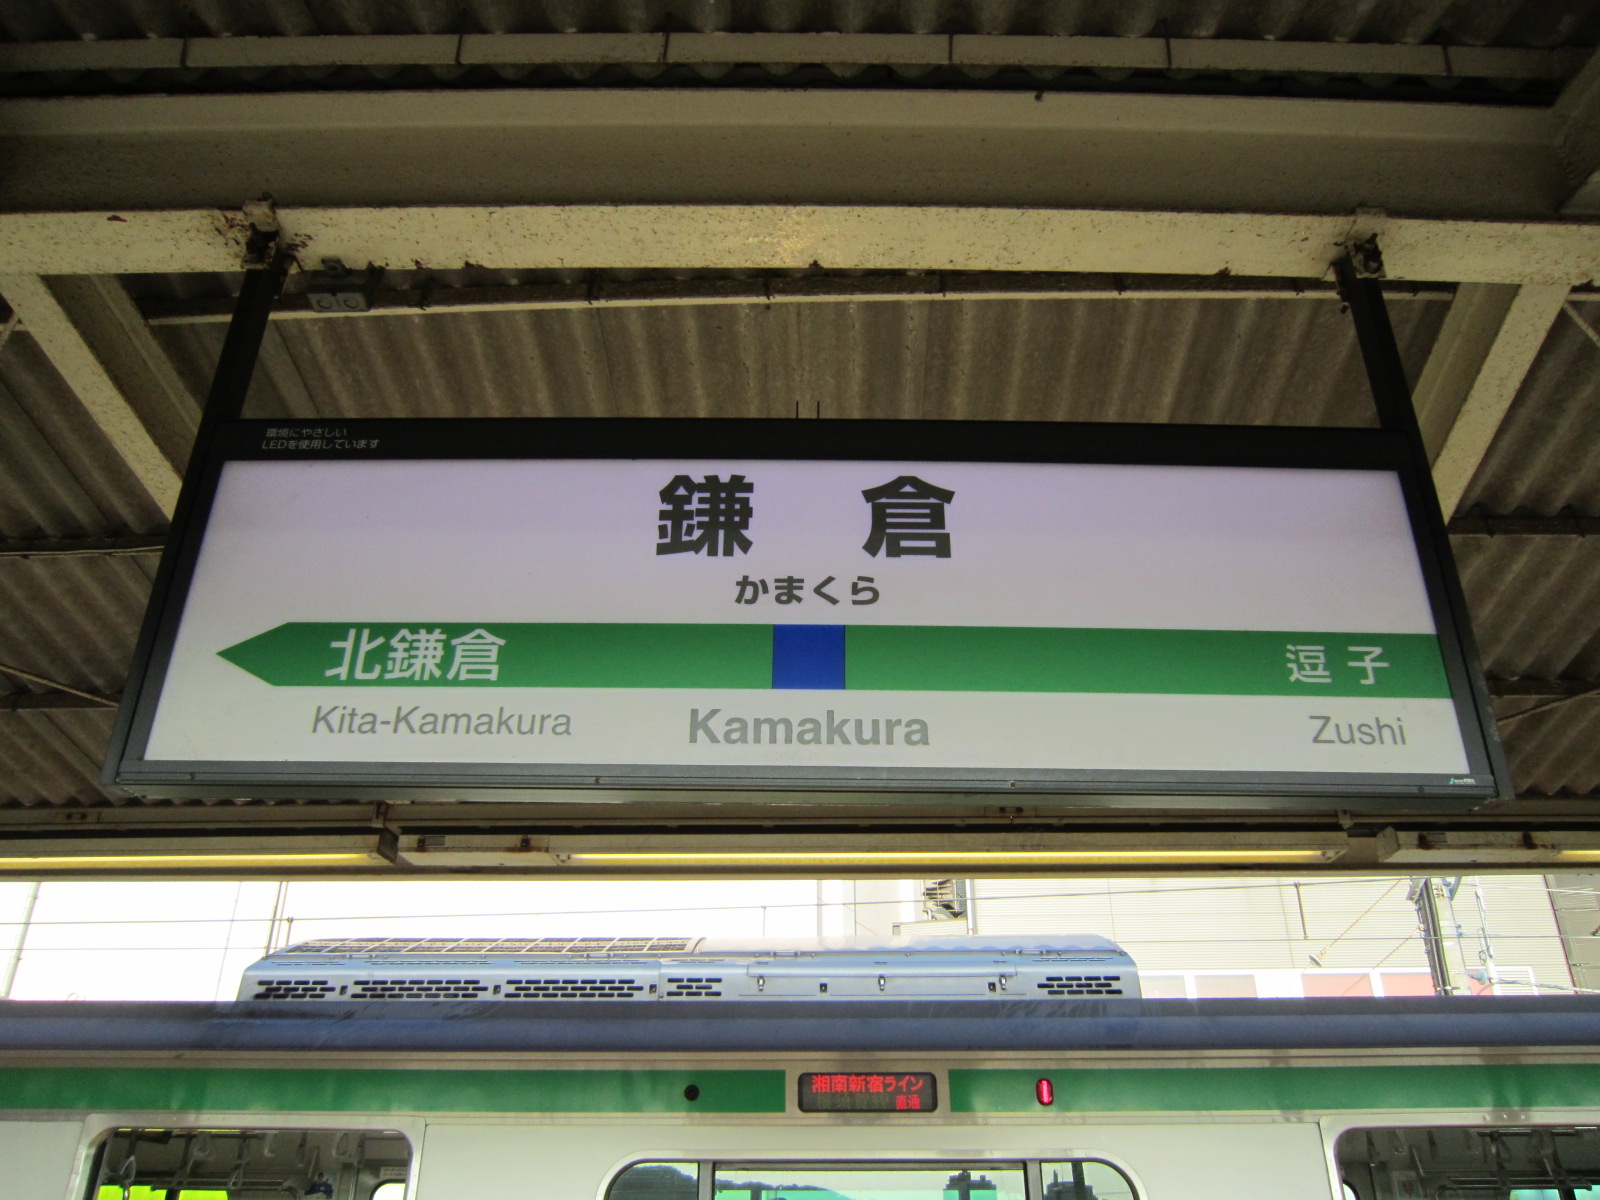 環境にやさしい
LEDを使用しています
鎌倉
かまくら
北鎌倉
逗子
Kita-Kamakura
Kamakura
Zushi
湘南新宿ライン
直通